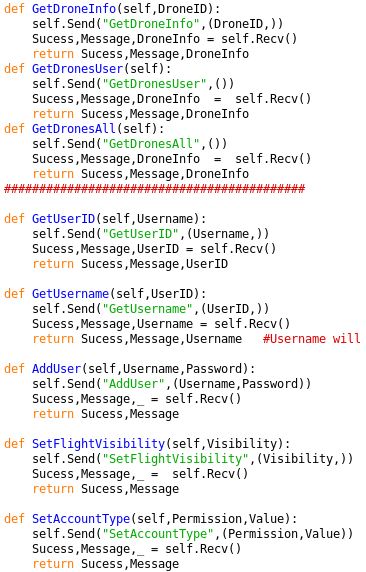 def GetDroneInfo(self,DroneID):
    self.Send("GetDroneInfo",(DroneID,))
    Sucess,Message,DroneInfo = self.Recv()
    return Sucess,Message,DroneInfo
def GetDronesUser(self):
    self.Send("GetDronesUser",())
    Sucess,Message,DroneInfo  =  self.Recv()
    return Sucess,Message,DroneInfo
def GetDronesAll(self):
    self.Send("GetDronesAll",())
    Sucess,Message,DroneInfo  =  self.Recv()
    return Sucess,Message,DroneInfo
###########################################
def GetUserID(self,Username):
    self.Send("GetUserID",(Username,))
    Sucess,Message,UserID = self.Recv()
    return Sucess,Message,UserID
def GetUsername(self,UserID):
    self.Send("GetUsername",(UserID,))
    Sucess,Message,Username = self.Recv()
    return Sucess,Message,Username   #Username will
def AddUser(self,Username,Password):
    self.Send("AddUser",(Username,Password))
    Sucess,Message,_ = self.Recv()
    return Sucess,Message
def SetFlightVisibility(self,Visibility):
    self.Send("SetFlightVisibility",(Visibility,))
    Sucess,Message,_ =  self.Recv()
    return Sucess,Message
def SetAccountType(self,Permission,Value):
    self.Send("SetAccountType",(Permission,Value))
    Sucess,Message,_ = self.Recv()
    return Sucess,Message